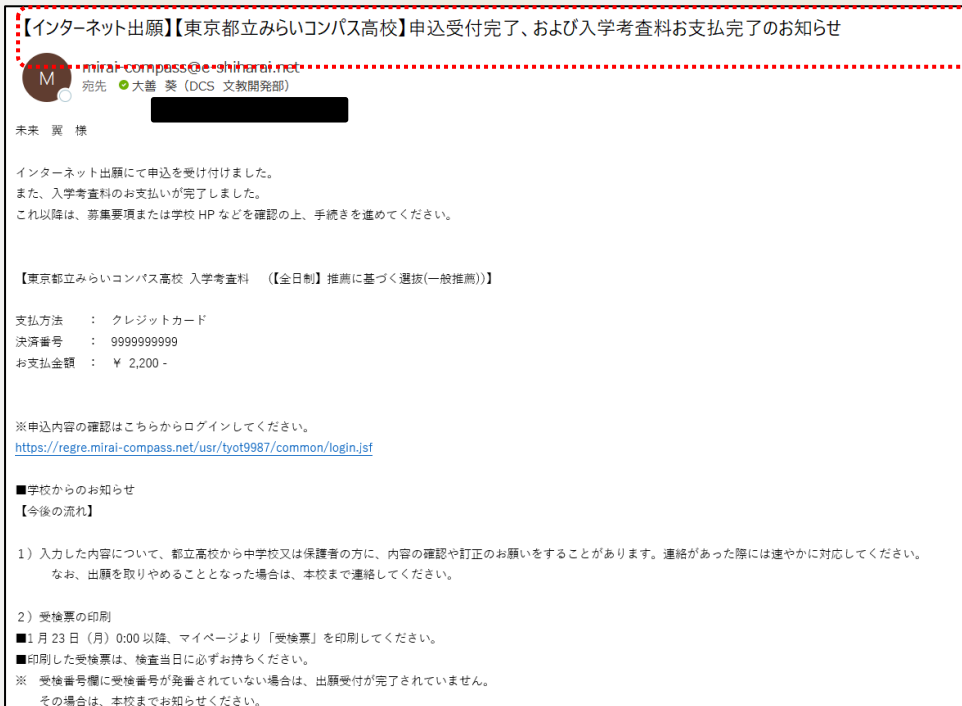 【インターネット出願】【東京都立みらいコンパス高校】申込受付完了、および入学考査料お支払完了のお知らせ
M
mirai-compass@e-shiharai.net
宛先 大善 葵（DCS 文教開発部）
未来 翼 様
インターネット出願にて申込を受け付けました。
また、入学考査料のお支払いが完了しました。
これ以降は、募集要項または学校 HP などを確認の上、手続きを進めてください。
【東京都立みらいコンパス高校 入学考査料 （【全日制】推薦に基づく選抜(一般推薦))】
支払方法 ： クレジットカード
決済番号 ： 9999999999
お支払金額 ： ￥ 2,200 -
※申込内容の確認はこちらからログインしてください。
https://regre.mirai-compass.net/usr/tyot9987/common/login.jsf
■学校からのお知らせ
【今後の流れ】
１）入力した内容について、都立高校から中学校又は保護者の方に、内容の確認や訂正のお願いをすることがあります。連絡があった際には速やかに対応してください。
なお、出願を取りやめることとなった場合は、本校まで連絡してください。
２）受検票の印刷
■1 月 23 日（月）0:00 以降、マイページより「受検票」を印刷してください。
■印刷した受検票は、検査当日に必ずお持ちください。
※ 受検番号欄に受検番号が発番されていない場合は、出願受付が完了されていません。
その場合は、本校までお知らせください。